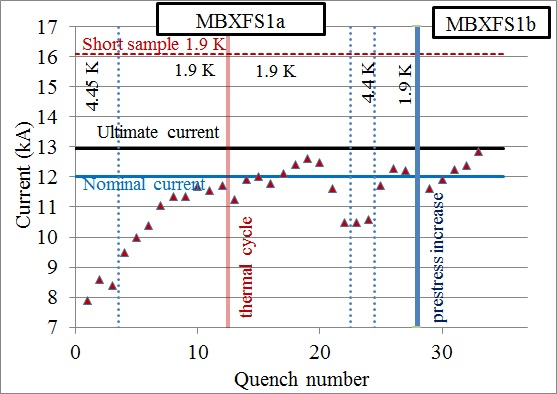 MBXFS1a
MBXFS1b
17
16
15
14
13
12
11
10
9
8
7
Current (kA)
Short sample 1.9 K
4.45 K
1.9 K
1.9 K
4.4 K
1.9 K
Ultimate current
Nominal current
thermal cycle
prestress increase
0
10
20
30
Quench number